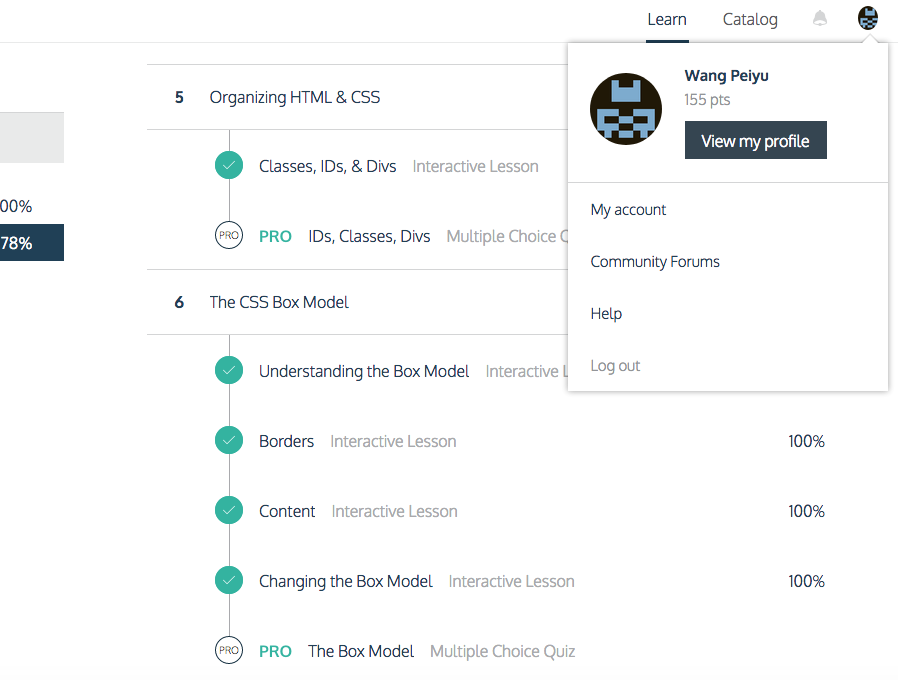 Learn Catalog
Wang Peiyu
155 pts
View my profile
My account
Community Forums
Help
Log out
00%
78%
5 Organizing HTML & CSS
Classes, IDs, & Divs Interactive Lesson
PRO PRO IDs, Classes, Divs Multiple Choice Q
6 The CSS Box Model
Understanding the Box Model Interactive L
Borders Interactive Lesson 100%
Content Interactive Lesson 100%
Changing the Box Model Interactive Lesson 100%
PRO PRO The Box Model Multiple Choice Quiz